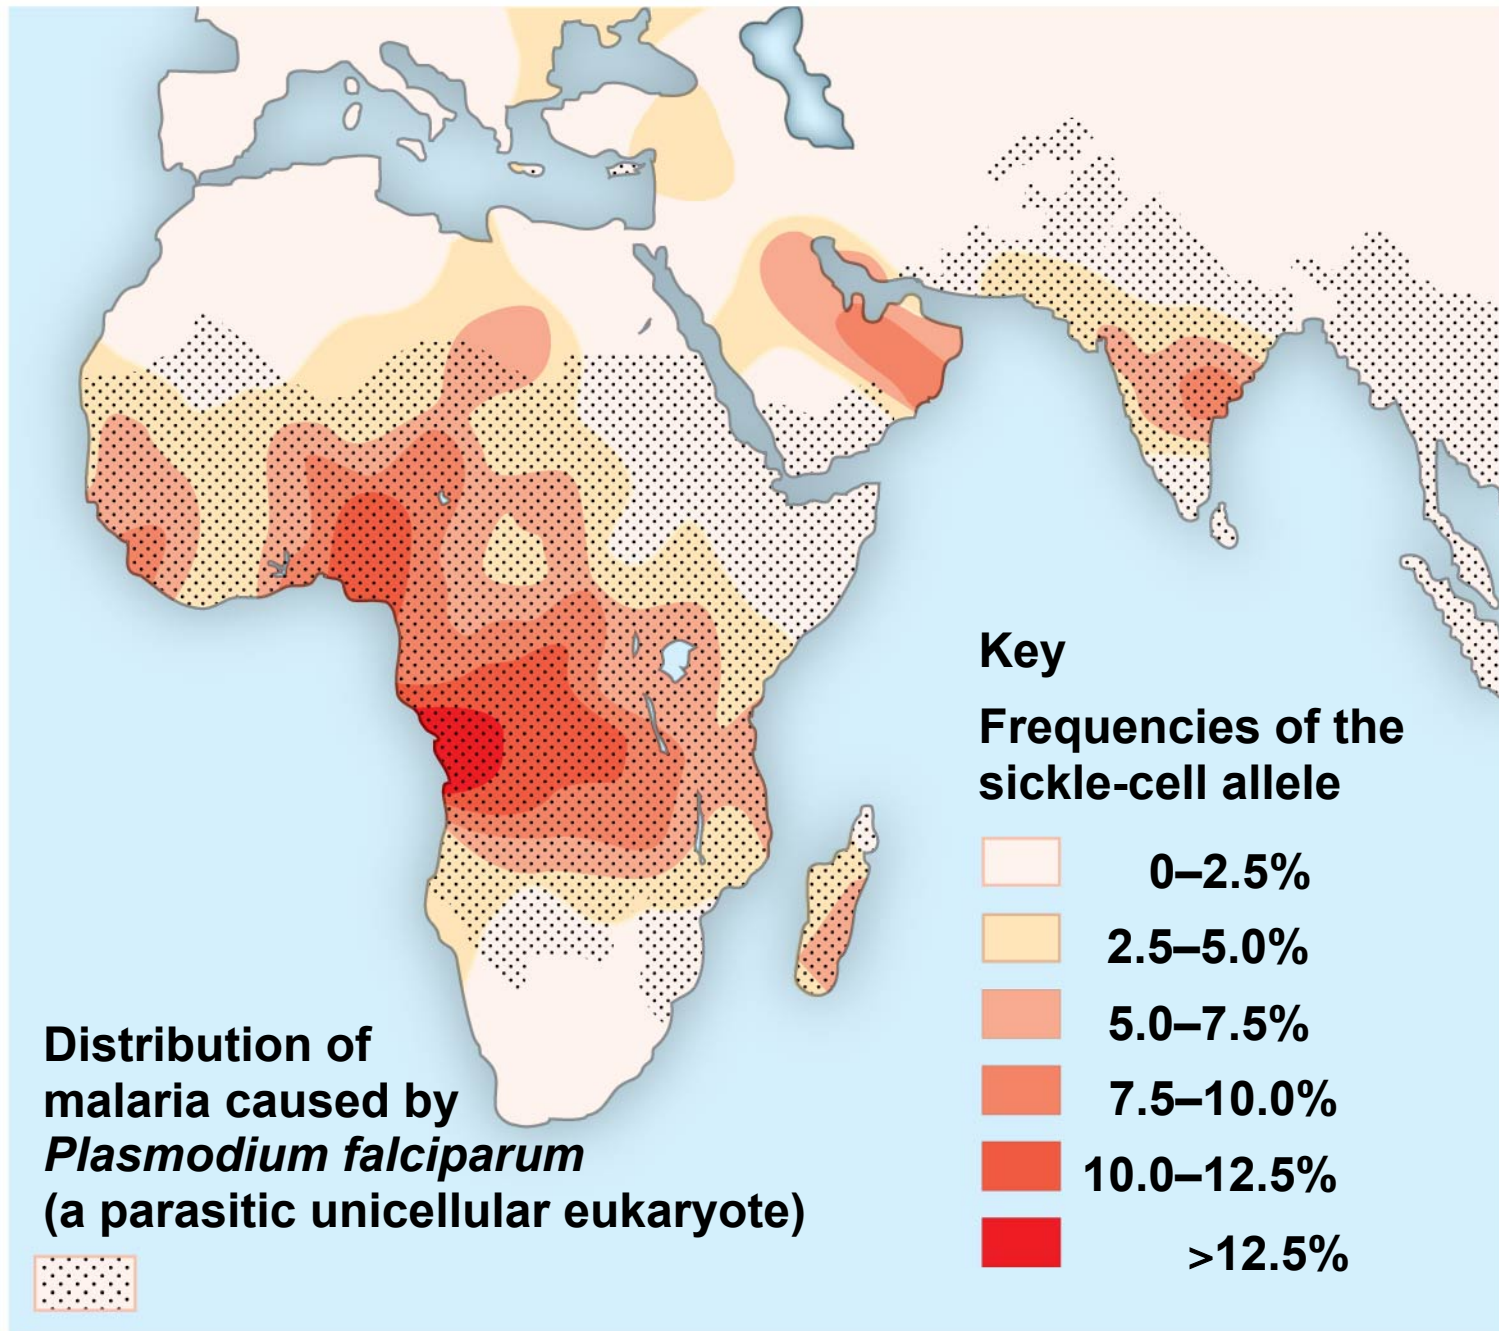 Key
Frequencies of the
sickle-cell allele
0–2.5%
2.5–5.0%
5.0–7.5%
7.5–10.0%
10.0–12.5%
>12.5%
Distribution of
malaria caused by
Plasmodium falciparum
(a parasitic unicellular eukaryote)